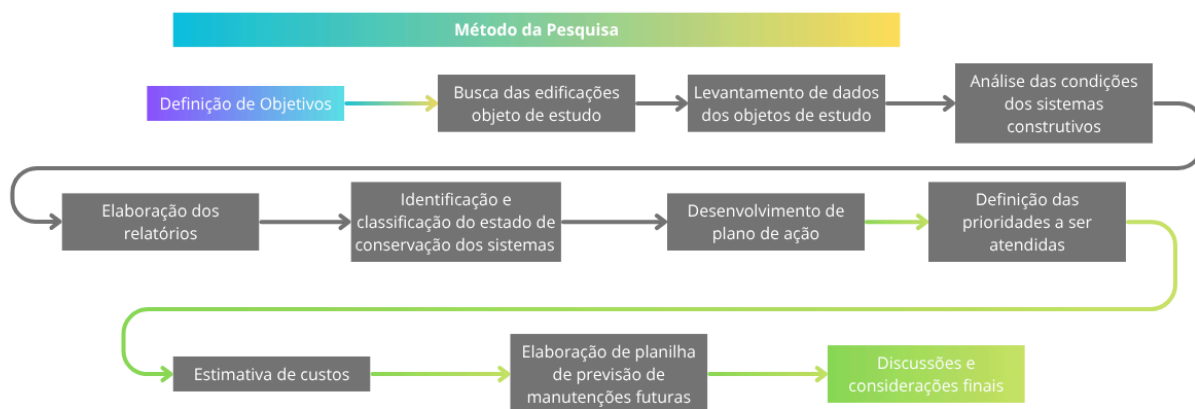 Método da Pesquisa
Definição de Objetivos
Busca das edificações
objeto de estudo
Levantamento de dados
dos objetos de estudo
Análise das condições
dos sistemas
construtivos
Elaboração dos
relatórios
Identificação e
classificação do estado de
conservação dos sistemas
Desenvolvimento de
plano de ação
Definição das
prioridades a ser
atendidas
Estimativa de custos
Elaboração de planilha
de previsão de
manutenções futuras
Discussões e
considerações finais